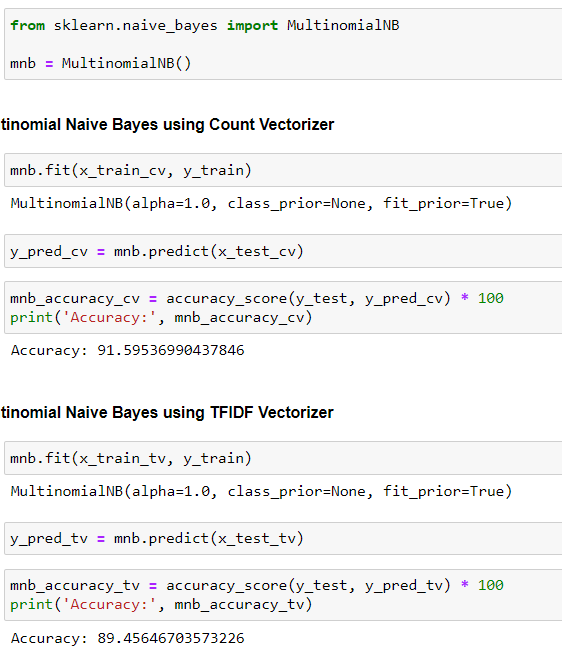 from sklearn.naive_bayes import MultinomialNB
mnb = MultinomialNB()
tinomial Naive Bayes using Count Vectorizer
mnb.fit(x_train_cv, y_train)
MultinomialNB(alpha=1.0, class_prior=None, fit_prior=True)
y_pred_cv = mnb.predict(x_test_cv)
mnb_accuracy_cv = accuracy_score(y_test, y_pred_cv) * 100
print('Accuracy:', mnb_accuracy_cv)
Accuracy: 91.59536990437846
tinomial Naive Bayes using TFIDF Vectorizer
mnb.fit(x_train_tv, y_train)
MultinomialNB(alpha=1.0, class_prior=None, fit_prior=True)
y_pred_tv = mnb.predict(x_test_tv)
mnb_accuracy_tv = accuracy_score(y_test, y_pred_tv) * 100
print('Accuracy:', mnb_accuracy_tv)
Accuracy: 89.45646703573226